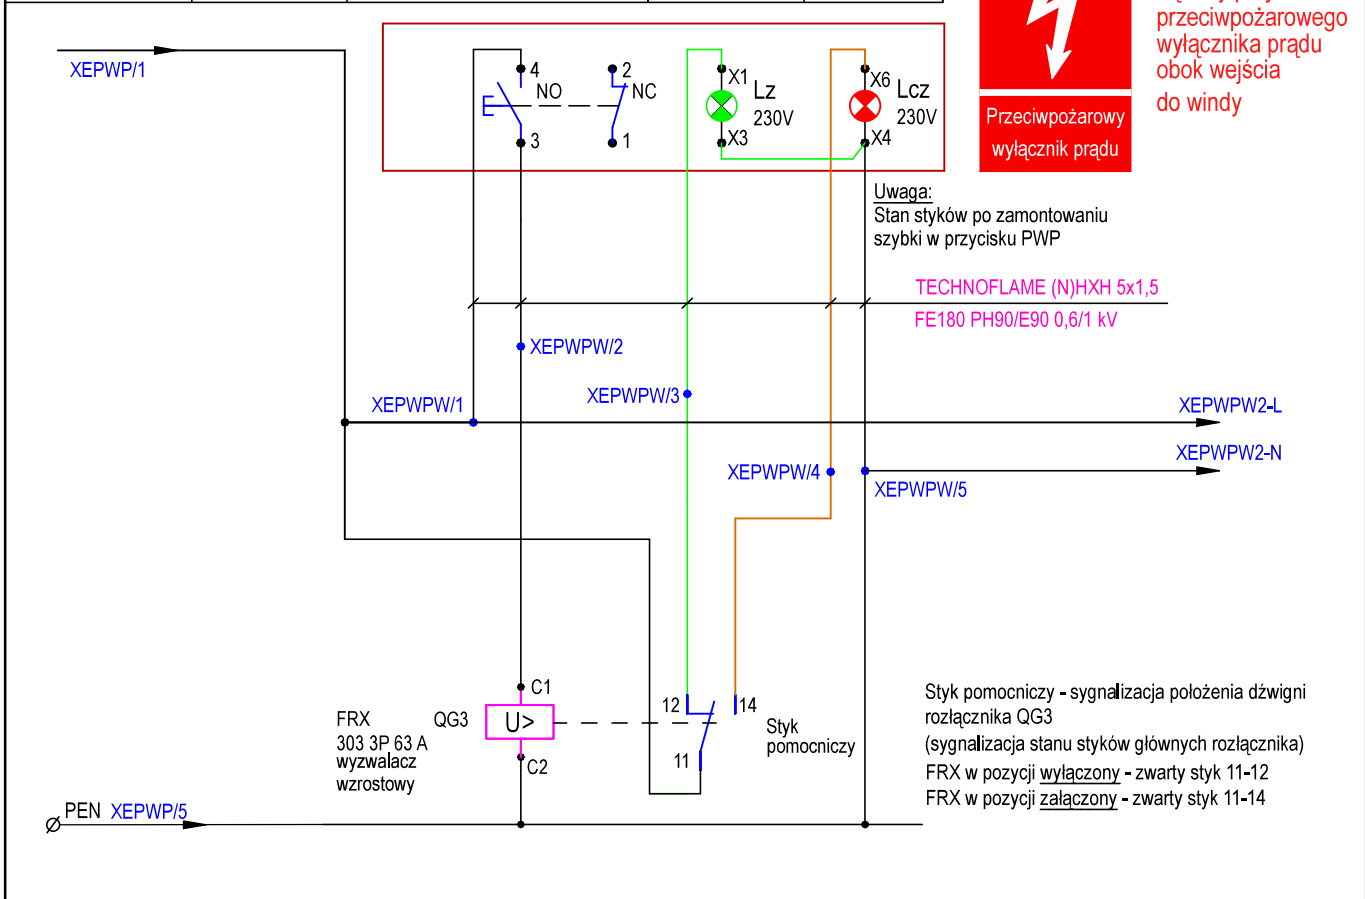 przeciwpożarowego
wyłącznika prądu
obok wejścia
do windy
Przeciwpożarowy
wyłącznik prądu
XEPWP/1
4
NO
3
2
NC
1
X1
Lz
230V
X3
X6
Lcz
230V
X4
Uwaga:
Stan styków po zamontowaniu
szybki w przycisku PWP
TECHNOFLAME (N)HXH 5x1,5
FE180 PH90/E90 0,6/1 kV
XEPWPW/2
XEPWPW/3
XEPWPW/1
XEPWPW2-L
XEPWPW2-N
XEPWPW/4
XEPWPW/5
C1
QG3
U>
C2
FRX
303 3P 63 A
wyzwalacz
wzrostowy
12
14
11
Styk
pomocniczy
Styk pomocniczy - sygnalizacja położenia dźwigni
rozłącznika QG3
(sygnalizacja stanu styków głównych rozłącznika)
FRX w pozycji wyłączony - zwarty styk 11-12
FRX w pozycji załączony - zwarty styk 11-14
PEN XEPWP/5